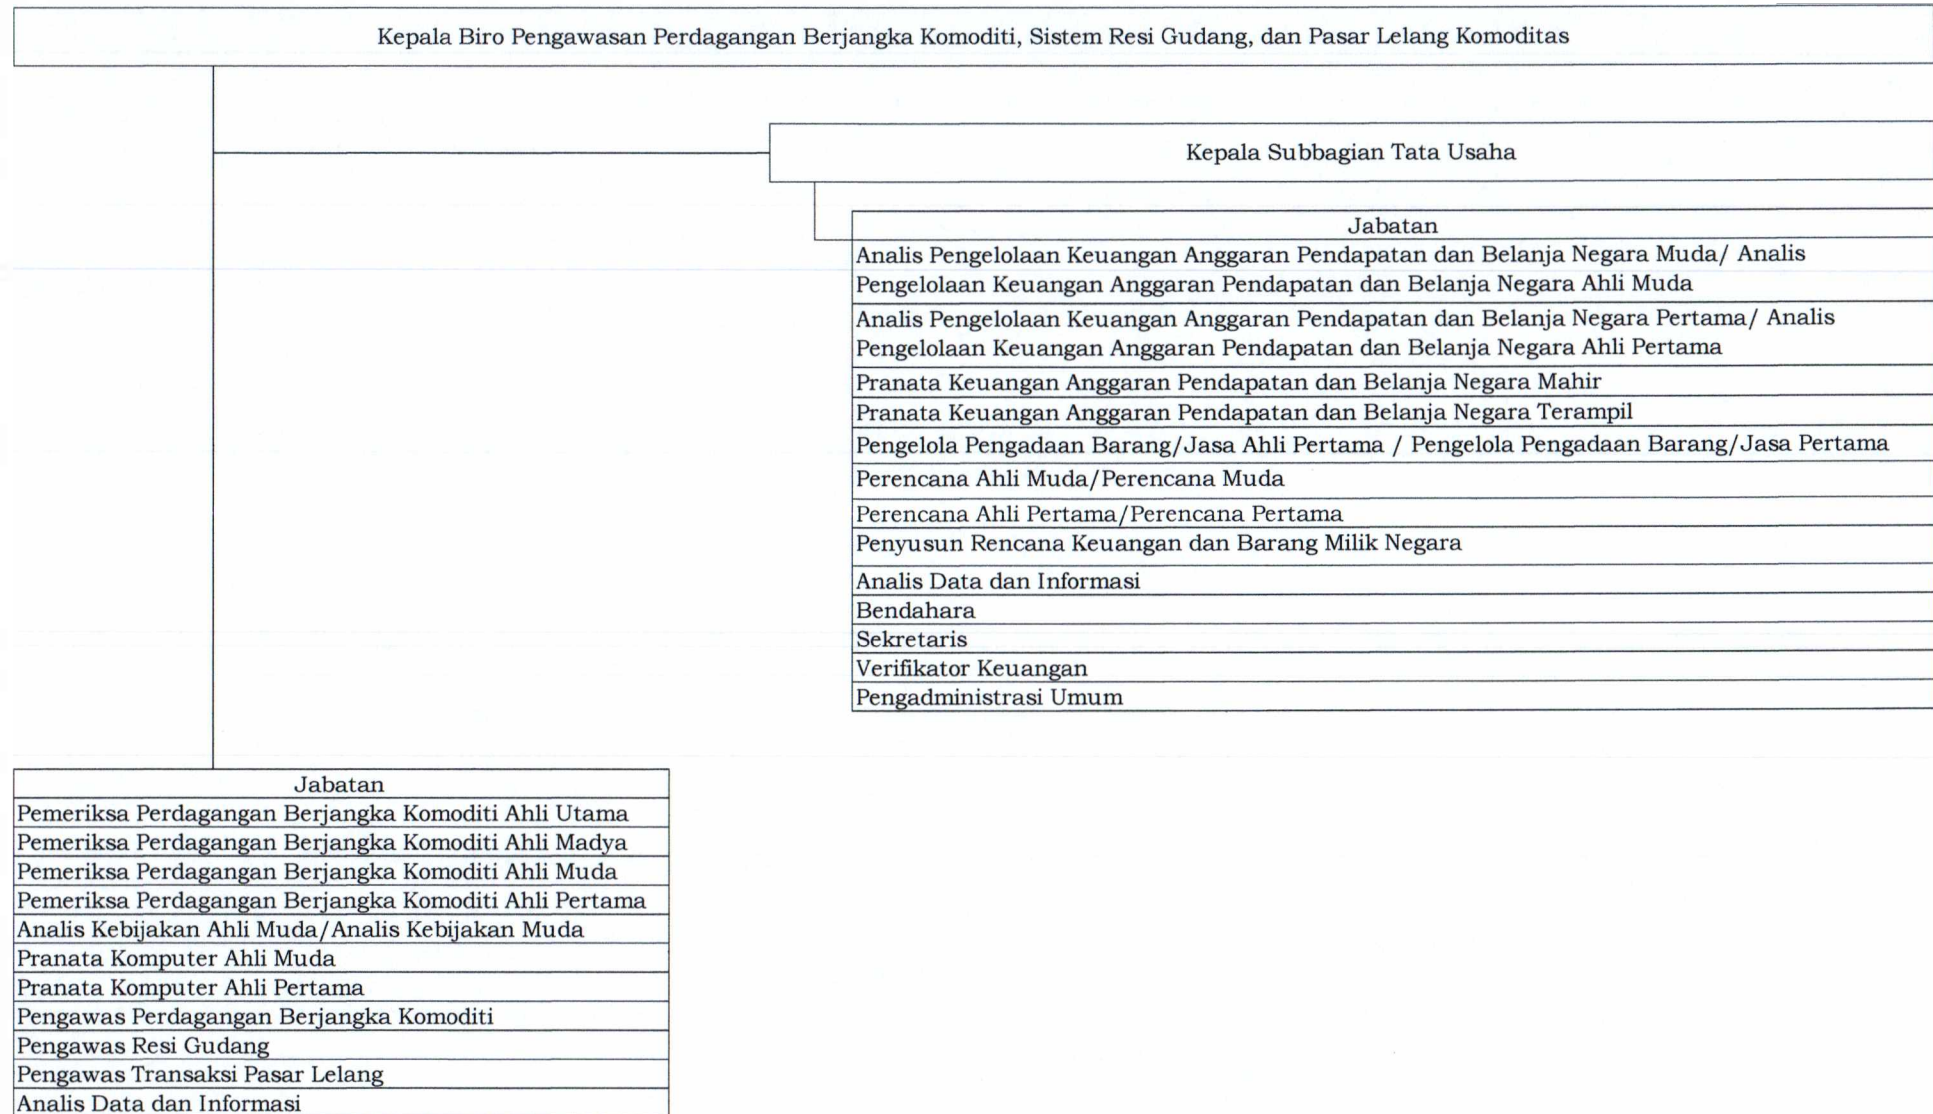 Kepala Biro Pengawasan Perdagangan Berjangka Komoditi, Sistem Resi Gudang, dan Pasar Lelang Komoditas
Kepala Subbagian Tata Usaha
Jabatan
Analis Pengelolaan Keuangan Anggaran Pendapatan dan Belanja Negara Muda/ Analis
Pengelolaan Keuangan Anggaran Pendapatan dan Belanja Negara Ahli Muda
Analis Pengelolaan Keuangan Anggaran Pendapatan dan Belanja Negara Pertama/ Analis
Pengelolaan Keuangan Anggaran Pendapatan dan Belanja Negara Ahli Pertama
Pranata Keuangan Anggaran Pendapatan dan Belanja Negara Mahir
Pranata Keuangan Anggaran Pendapatan dan Belanja Negara Terampil
Pengelola Pengadaan Barang/Jasa Ahli Pertama / Pengelola Pengadaan Barang/Jasa Pertama
Perencana Ahli Muda/Perencana Muda
Perencana Ahli Pertama/Perencana Pertama
Penyusun Rencana Keuangan dan Barang Milik Negara
Analis Data dan Informasi
Bendahara
Sekretaris
Verifikator Keuangan
Pengadministrasi Umum
Jabatan
Pemeriksa Perdagangan Berjangka Komoditi Ahli Utama
Pemeriksa Perdagangan Berjangka Komoditi Ahli Madya
Pemeriksa Perdagangan Berjangka Komoditi Ahli Muda
Pemeriksa Perdagangan Berjangka Komoditi Ahli Pertama
Analis Kebijakan Ahli Muda/Analis Kebijakan Muda
Pranata Komputer Ahli Muda
Pranata Komputer Ahli Pertama
Pengawas Perdagangan Berjangka Komoditi
Pengawas Resi Gudang
Pengawas Transaksi Pasar Lelang
Analis Data dan Informasi